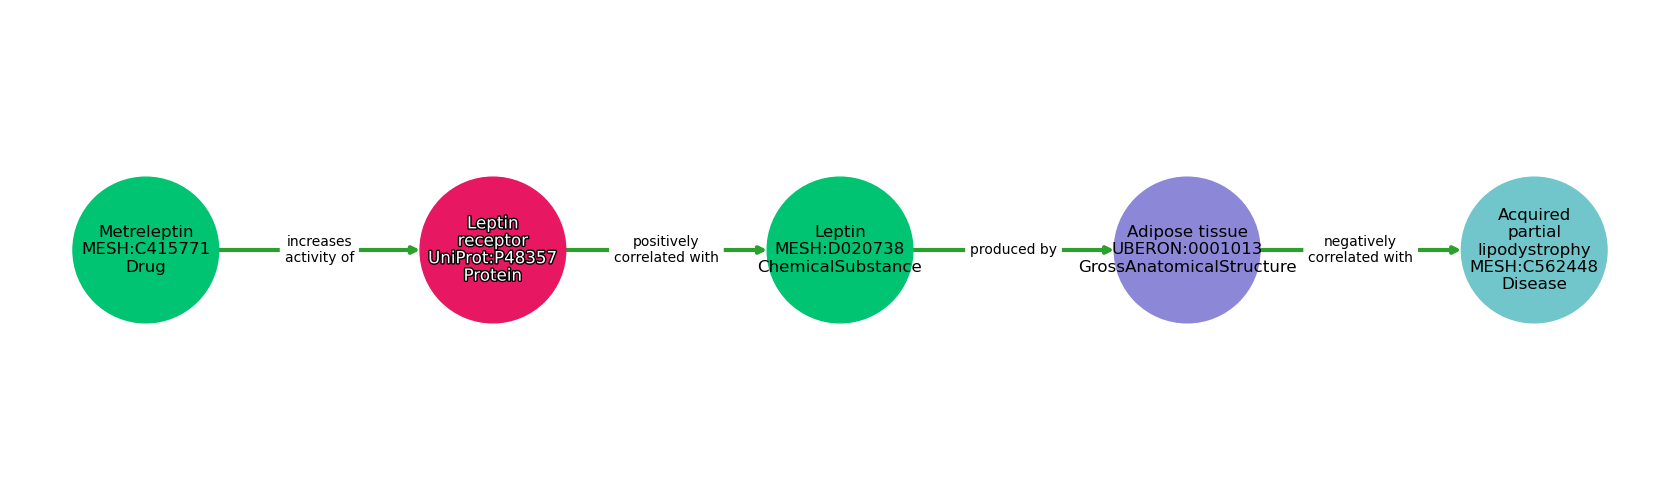 Metreleptin
MESH:C415771
Drug
increases
activity of
Leptin
receptor
UniProt:P48357
Protein
positively
correlated with
Leptin
MESH:D020738
ChemicalSubstance
produced by
Adipose tissue
UBERON:0001013
GrossAnatomicalStructure
negatively
correlated with
Acquired
partial
lipodystrophy
MESH:C562448
Disease